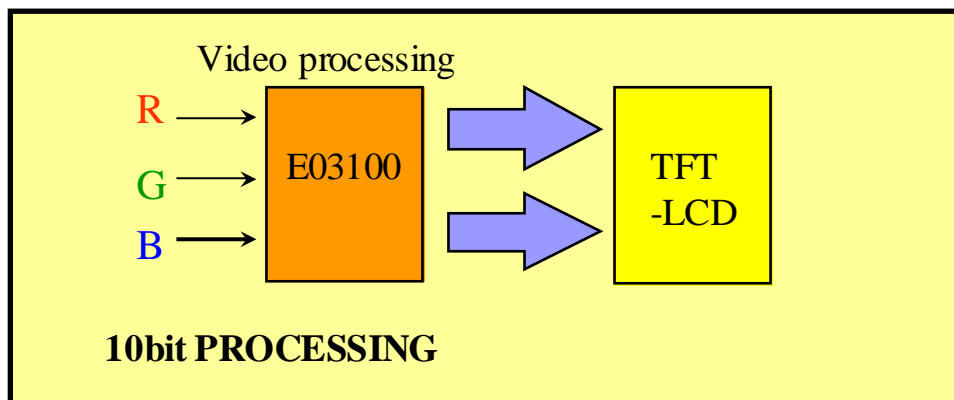 Video processing
R
G
B
E03100
TFT
-LCD
10bit PROCESSING